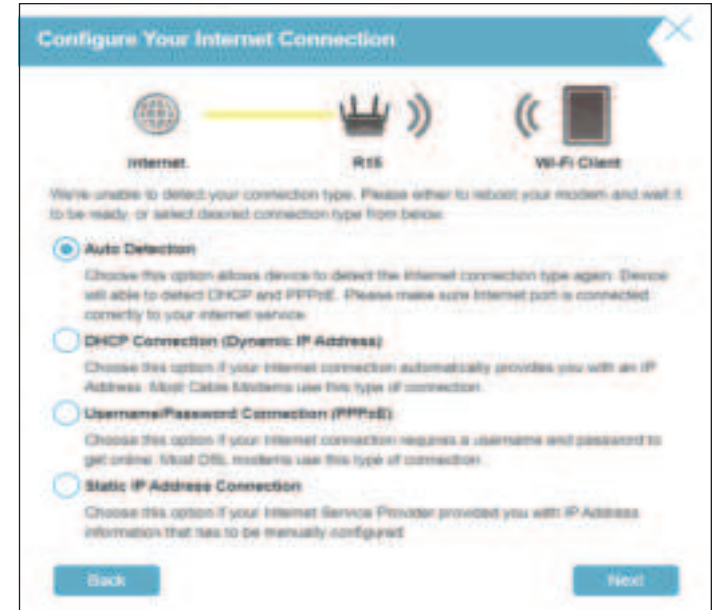 Configure Your Internet Connection
Internet R15 Wi-Fi Client
We're unable to detect your connection type. Please either to reboot your modem and wait it
to be ready, or select desired connection type from below.
Auto Detection
Choose this option allows device to detect the Internet connection type again. Device
will able to detect DHCP and PPPoE. Please make sure Internet port is connected
correctly to your internet service.
DHCP Connection (Dynamic IP Address)
Choose this option if your Internet connection automatically provides you with an IP
Address. Most Cable Modems use this type of connection.
Username/Password Connection (PPPoE)
Choose this option if your Internet connection requires a username and password to
get online. Most DSL modems use this type of connection.
Static IP Address Connection
Choose this option if your Internet Service Provider provided you with IP Address
information that has to be manually configured.
Back Next